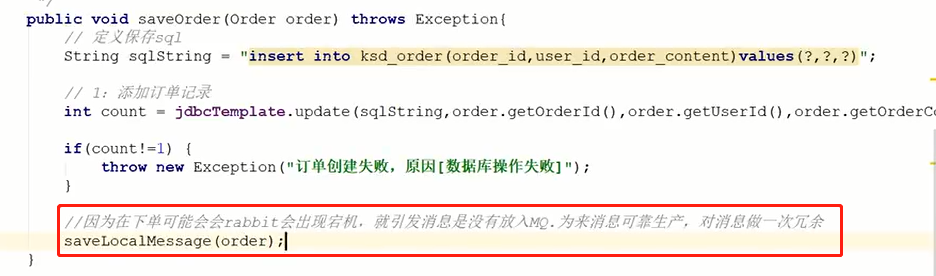 */
public void saveOrder(Order order) throws Exception{
// 定义保存sql
String sqlString = "insert into ksd_order(order_id,user_id,order_content)values(?,?,?)";
// 1: 添加订单记录
int count = jdbcTemplate.update(sqlString,order.getOrderId(),order.getUserId(),order.getOrderCo
if(count!=1) {
throw new Exception("订单创建失败，原因[数据库操作失败]");
}
//因为在下单可能会会rabbit会出现宕机，就引发消息是没有放入MQ.为来消息可靠生产，对消息做一次冗余
saveLocalMessage(order);
}